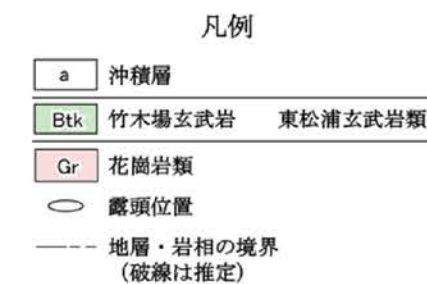 凡例
a 沖積層
Btk 竹木場玄武岩 東松浦玄武岩類
Gr 花崗岩類
露頭位置
地層・岩相の境界
(破線は推定)